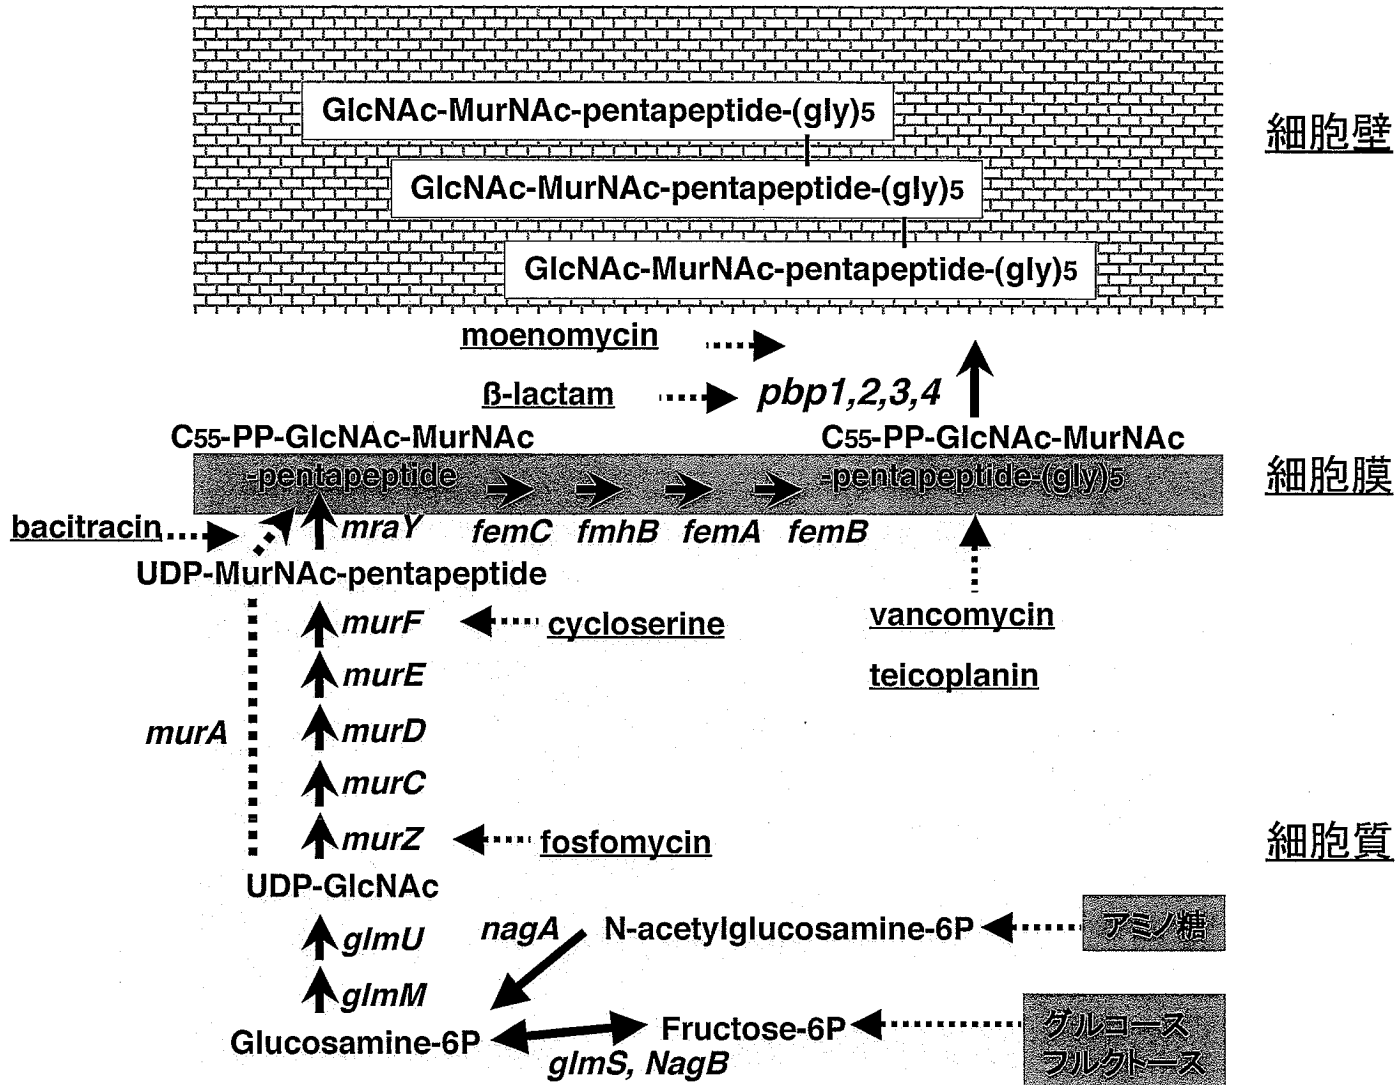 GlcNAc-MurNAc-pentapeptide-(gly)5
細胞壁
GlcNAc-MurNAc-pentapeptide-(gly)5
GlcNAc-MurNAc-pentapeptide-(gly)5
moenomycin
ß-lactam
pbp1,2,3,4
C55-PP-GlcNAc-MurNAc
-pentapeptide
C55-PP-GlcNAc-MurNAc
-pentapeptide-(gly)5
細胞膜
bacitracin
mraY
femC
fmhB
femA
femB
UDP-MurNAc-pentapeptide
murF
cycloserine
vancomycin
murE
teicoplanin
murA
murD
murC
murZ
fosfomycin
細胞質
UDP-GlcNAc
glmU
nagA
N-acetylglucosamine-6P
アミノ糖
glmM
Glucosamine-6P
Fructose-6P
グルコース
フルクトース
glmS, NagB